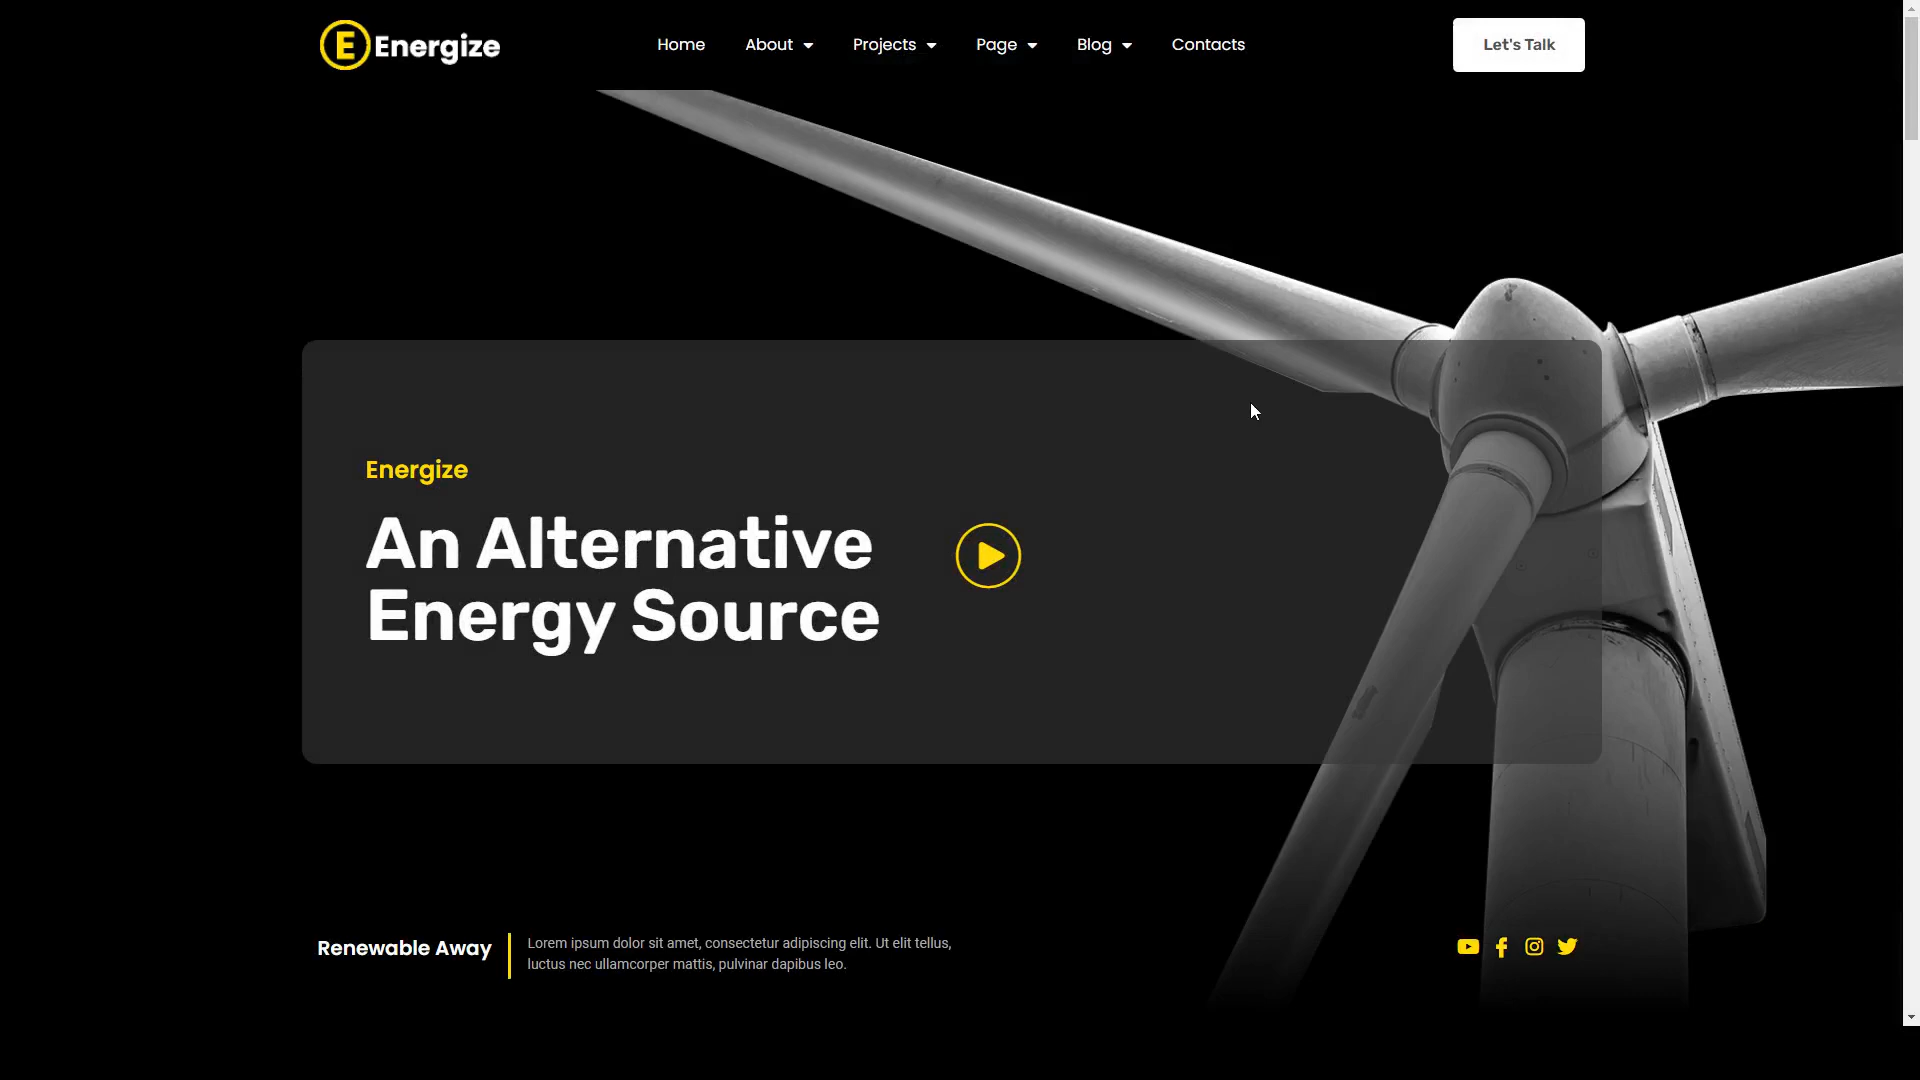 E Energize
Home
About
Projects
Page
Blog
Contacts
Let's Talk
Energize
An Alternative
Energy Source
Renewable Away
Lorem ipsum dolor sit amet, consectetur adipiscing elit. Ut elit tellus,
luctus nec ullamcorper mattis, pulvinar dapibus leo.